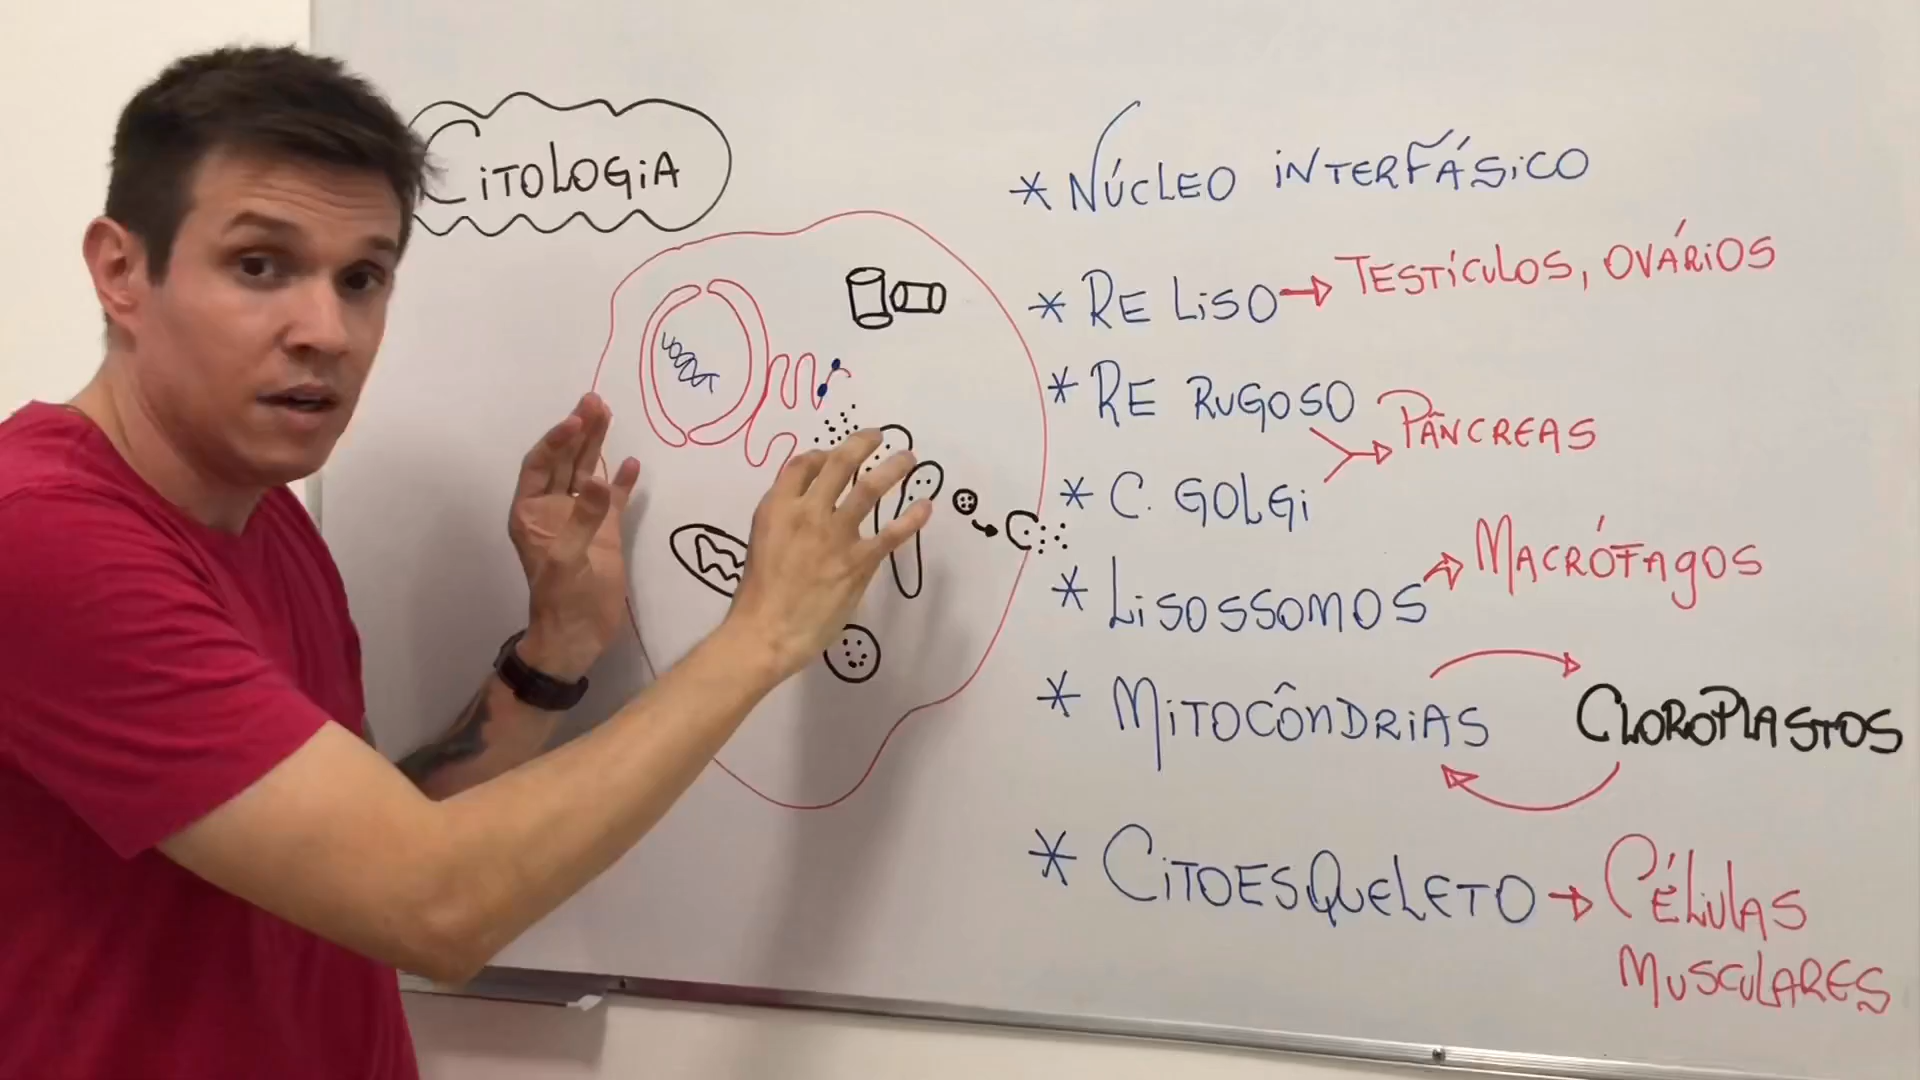 CITOLOGIA
* NÚCLEO INTERFÁSICO
* RE LISO → TESTÍCULOS, OVÁRIOS
* RE RUGOSO
PÂNCREAS
* C. GOLGI
* LISOSSOMOS → MACRÓFAGOS
* MITOCÔNDRIAS CLOROPLASTOS
* CITOESQUELETO → CÉLULAS
MUSCULARES